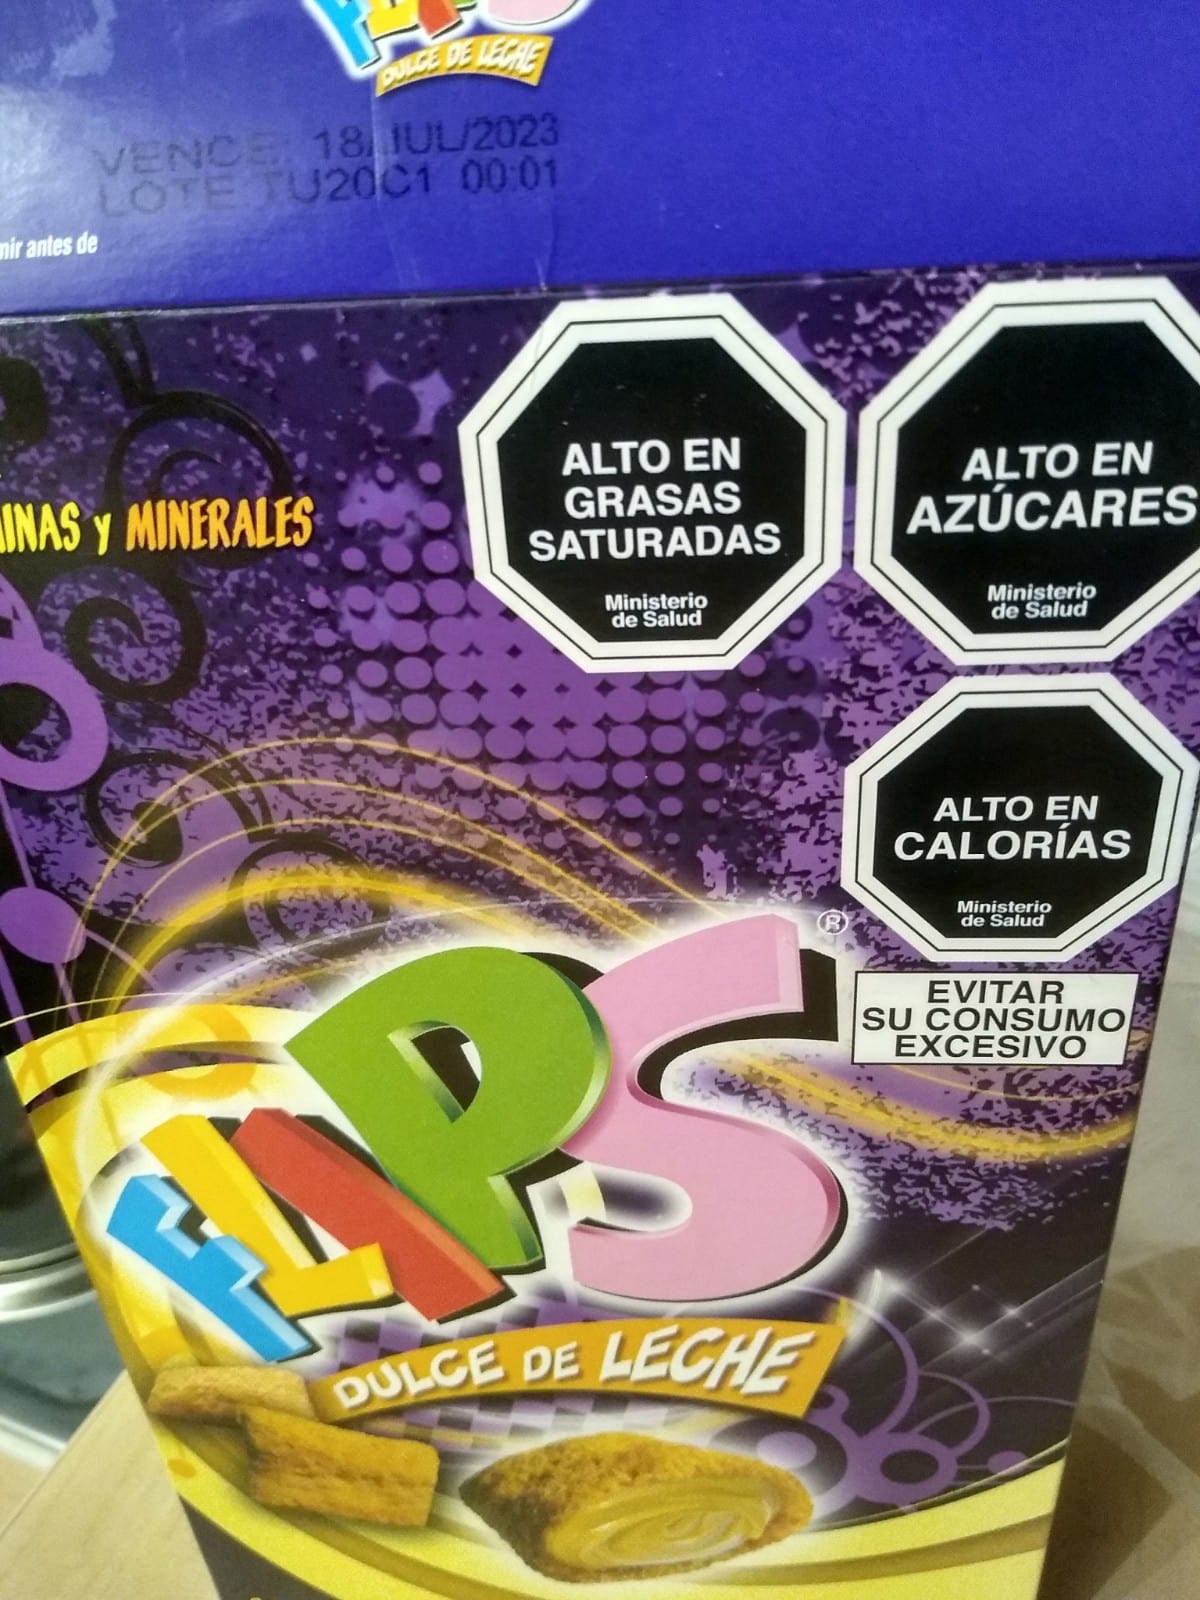 FLIPS
DULCE DE LECHE
VENCE: 18/JUL/2023
LOTE TU20C1 00:01
antes de
ALTO EN
GRASAS
SATURADAS
Ministerio
de Salud
ALTO EN
AZÚCARES
Ministerio
de Salud
y MINERALES
ALTO EN
CALORÍAS
Ministerio
de Salud
EVITAR
SU CONSUMO
EXCESIVO
FLIPS®
DULCE DE LECHE